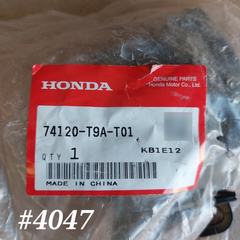 GENUINE PARTS
Honda Motor Co., Ltd.
HONDA
74120-T9A-T01
KB1E12
QTY 1
MADE IN CHINA
#4047